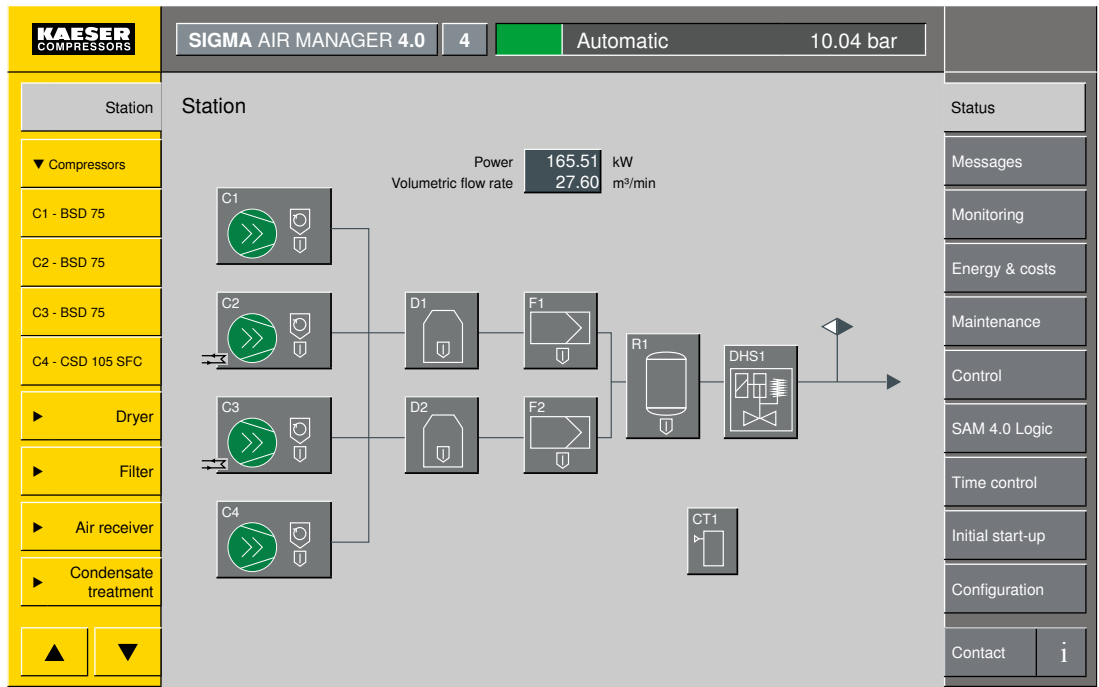 KAESER
COMPRESSORS
SIGMA AIR MANAGER 4.0
4
Automatic
10.04 bar
Station
▼ Compressors
C1 - BSD 75
C2 - BSD 75
C3 - BSD 75
C4 - CSD 105 SFC
Dryer
Filter
Air receiver
Condensate
treatment
Station
Power 165.51 kW
Volumetric flow rate 27.60 m³/min
C1
C2
D1
F1
R1
DHS1
C3
D2
F2
C4
CT1
Status
Messages
Monitoring
Energy & costs
Maintenance
Control
SAM 4.0 Logic
Time control
Initial start-up
Configuration
Contact
i